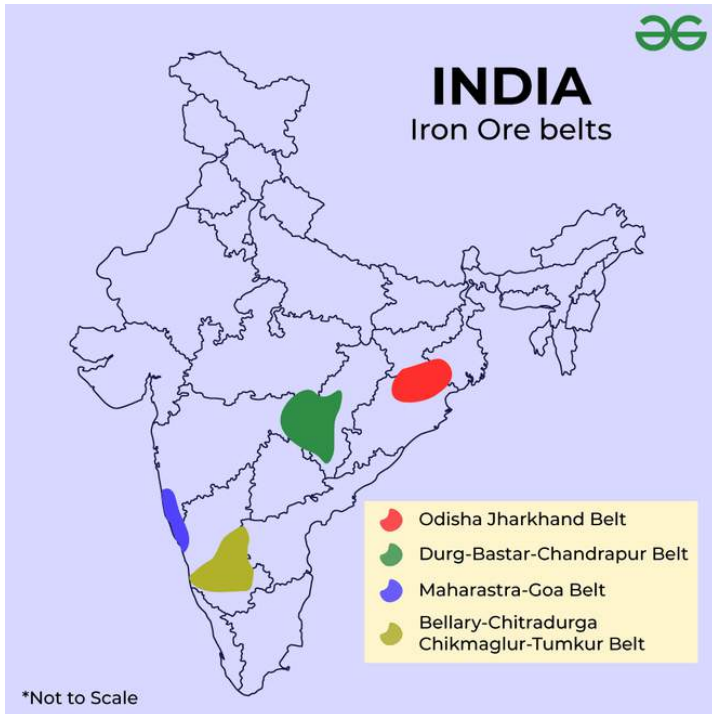 INDIA
Iron Ore belts
Odisha Jharkhand Belt
Durg-Bastar-Chandrapur Belt
Maharastra-Goa Belt
Bellary-Chitradurga
Chikmaglur-Tumkur Belt
*Not to Scale